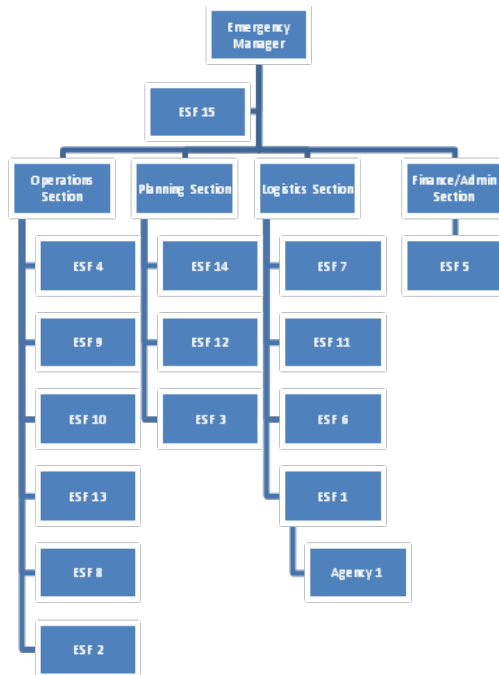 Emergency
Manager
ESF 15
Operations
Section
Planning Section
Logistics Section
Finance/Admin
Section
ESF 4
ESF 14
ESF 7
ESF 5
ESF 9
ESF 12
ESF 11
ESF 10
ESF 3
ESF 6
ESF 13
ESF 1
ESF 8
Agency 1
ESF 2